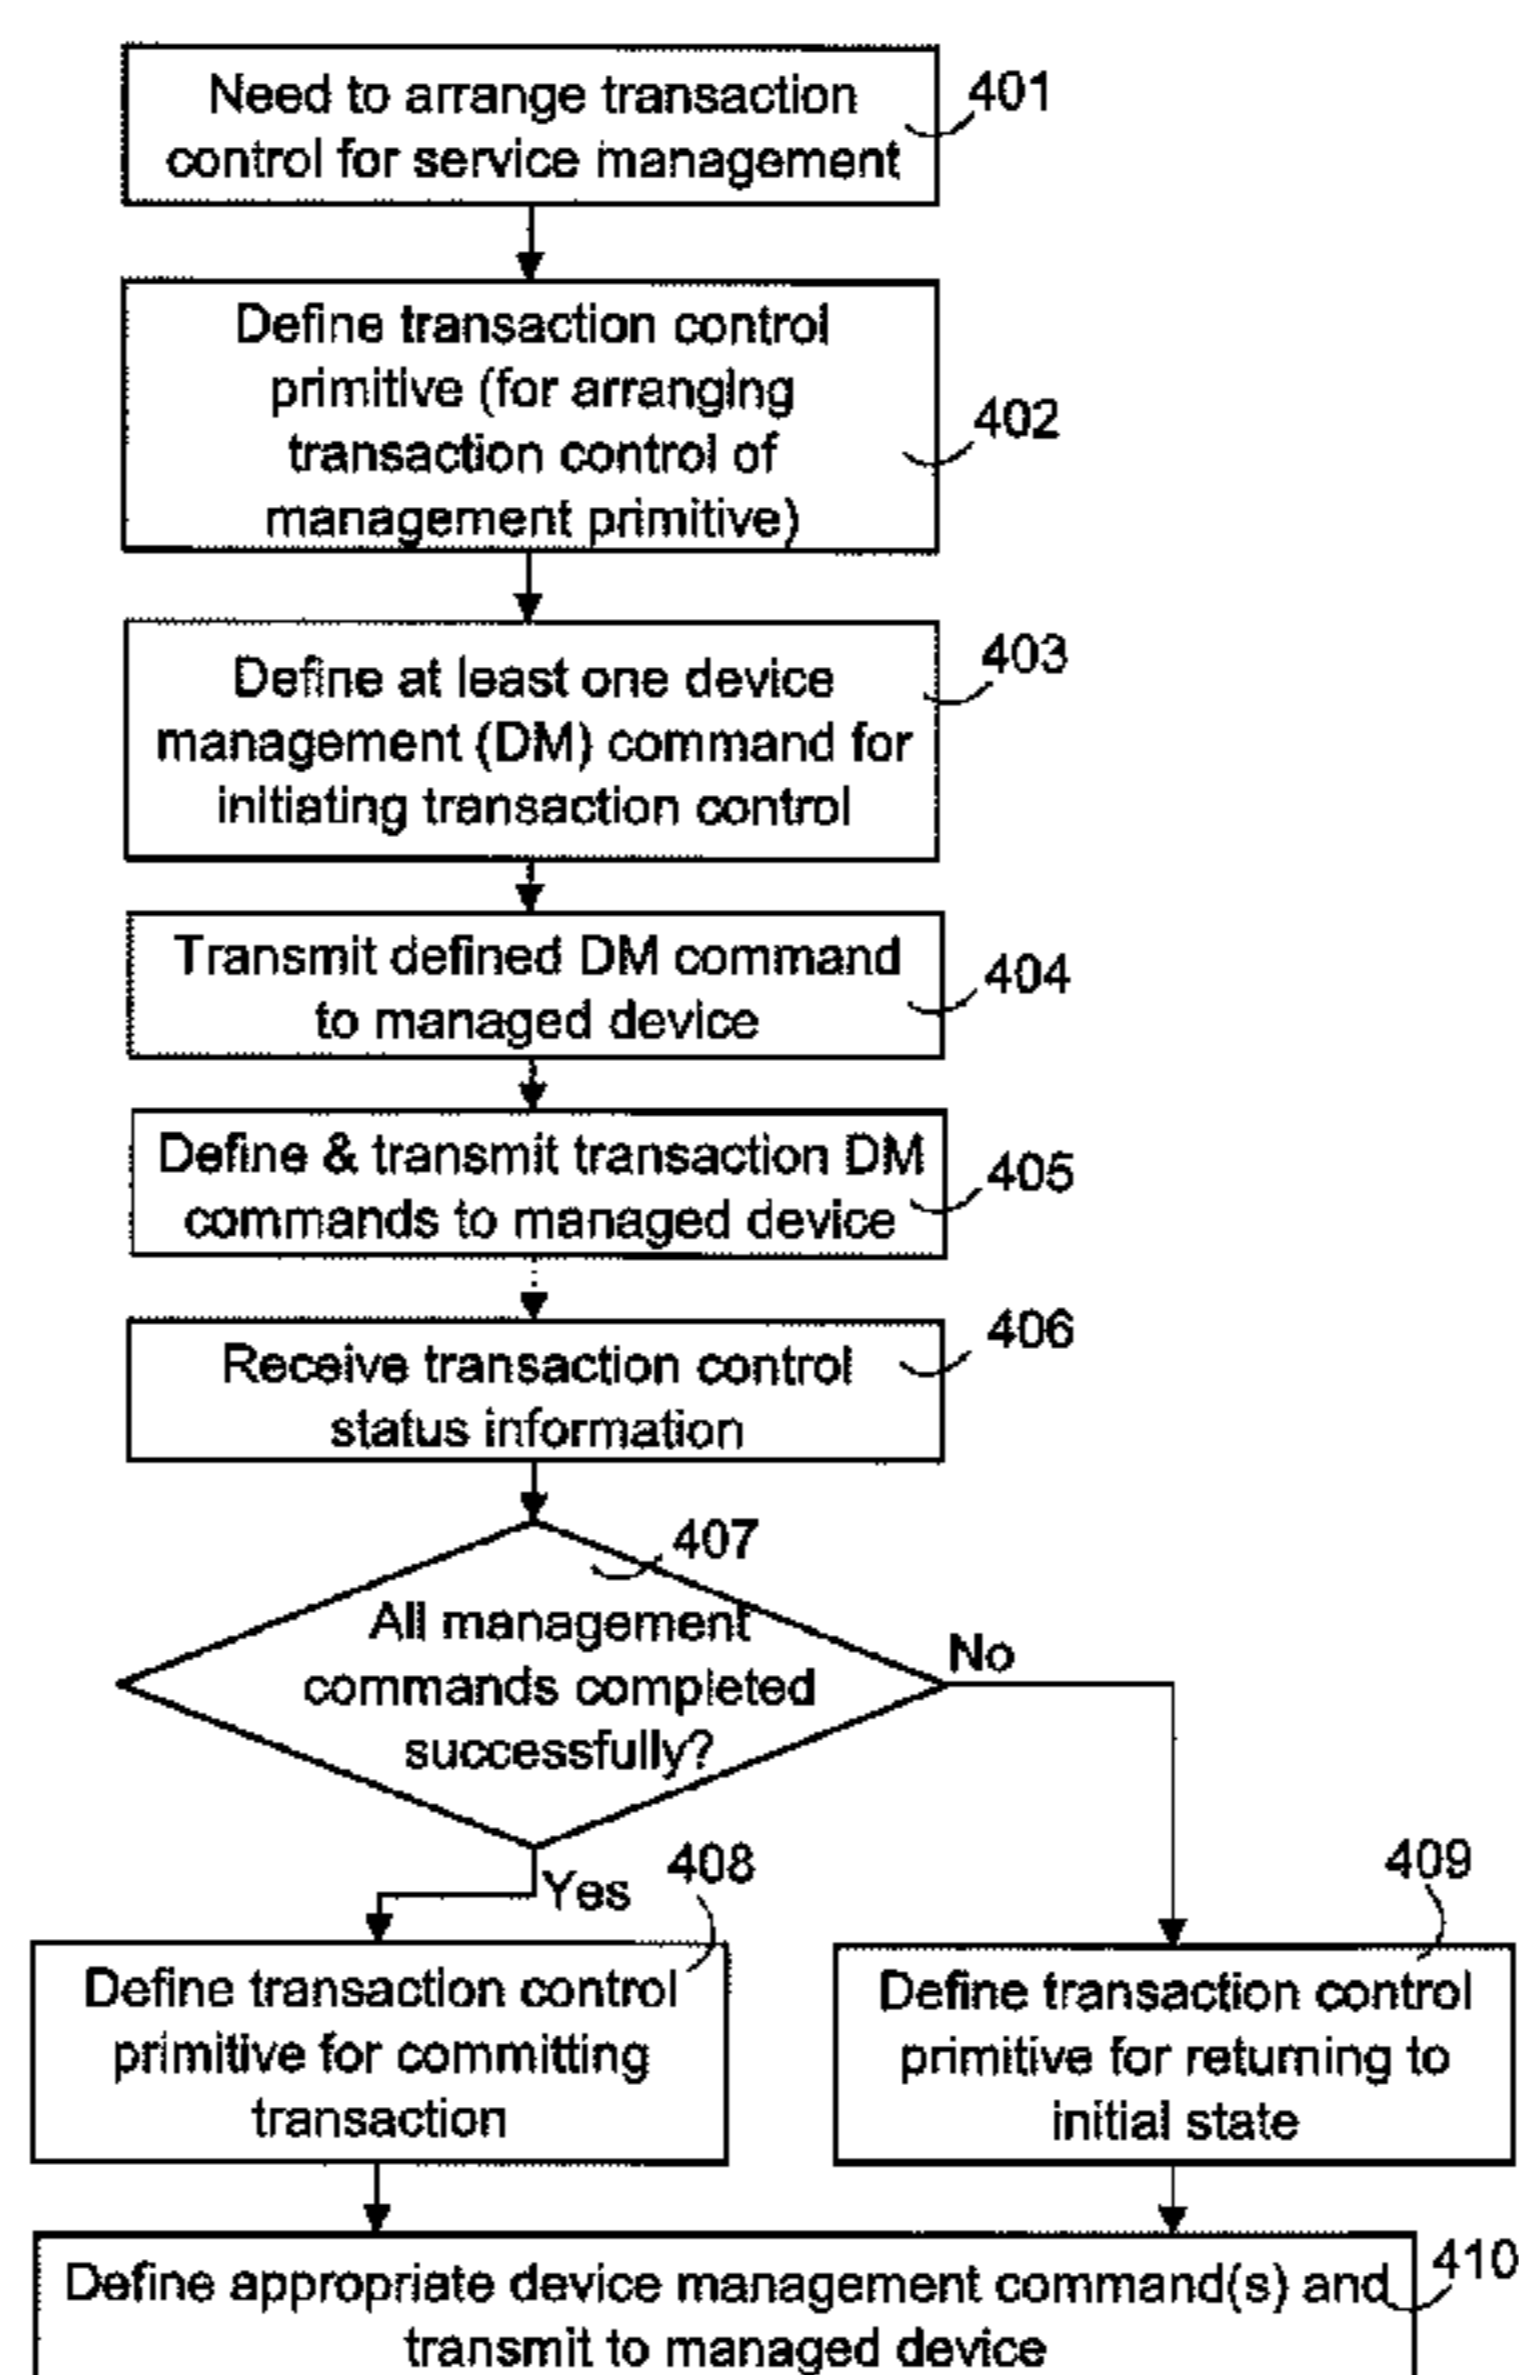 Need to arrange transaction
control for service management
401
Define transaction control
primitive (for arranging
transaction control of
management primitive)
402
Define at least one device
management (DM) command for
initiating transaction control
403
Transmit defined DM command
to managed device
404
Define & transmit transaction DM
commands to managed device
405
Receive transaction control
status information
406
407
All management
commands completed
successfully?
No
Yes
408
Define transaction control
primitive for committing
transaction
409
Define transaction control
primitive for returning to
initial state
Define appropriate device management command(s) and
transmit to managed device
410